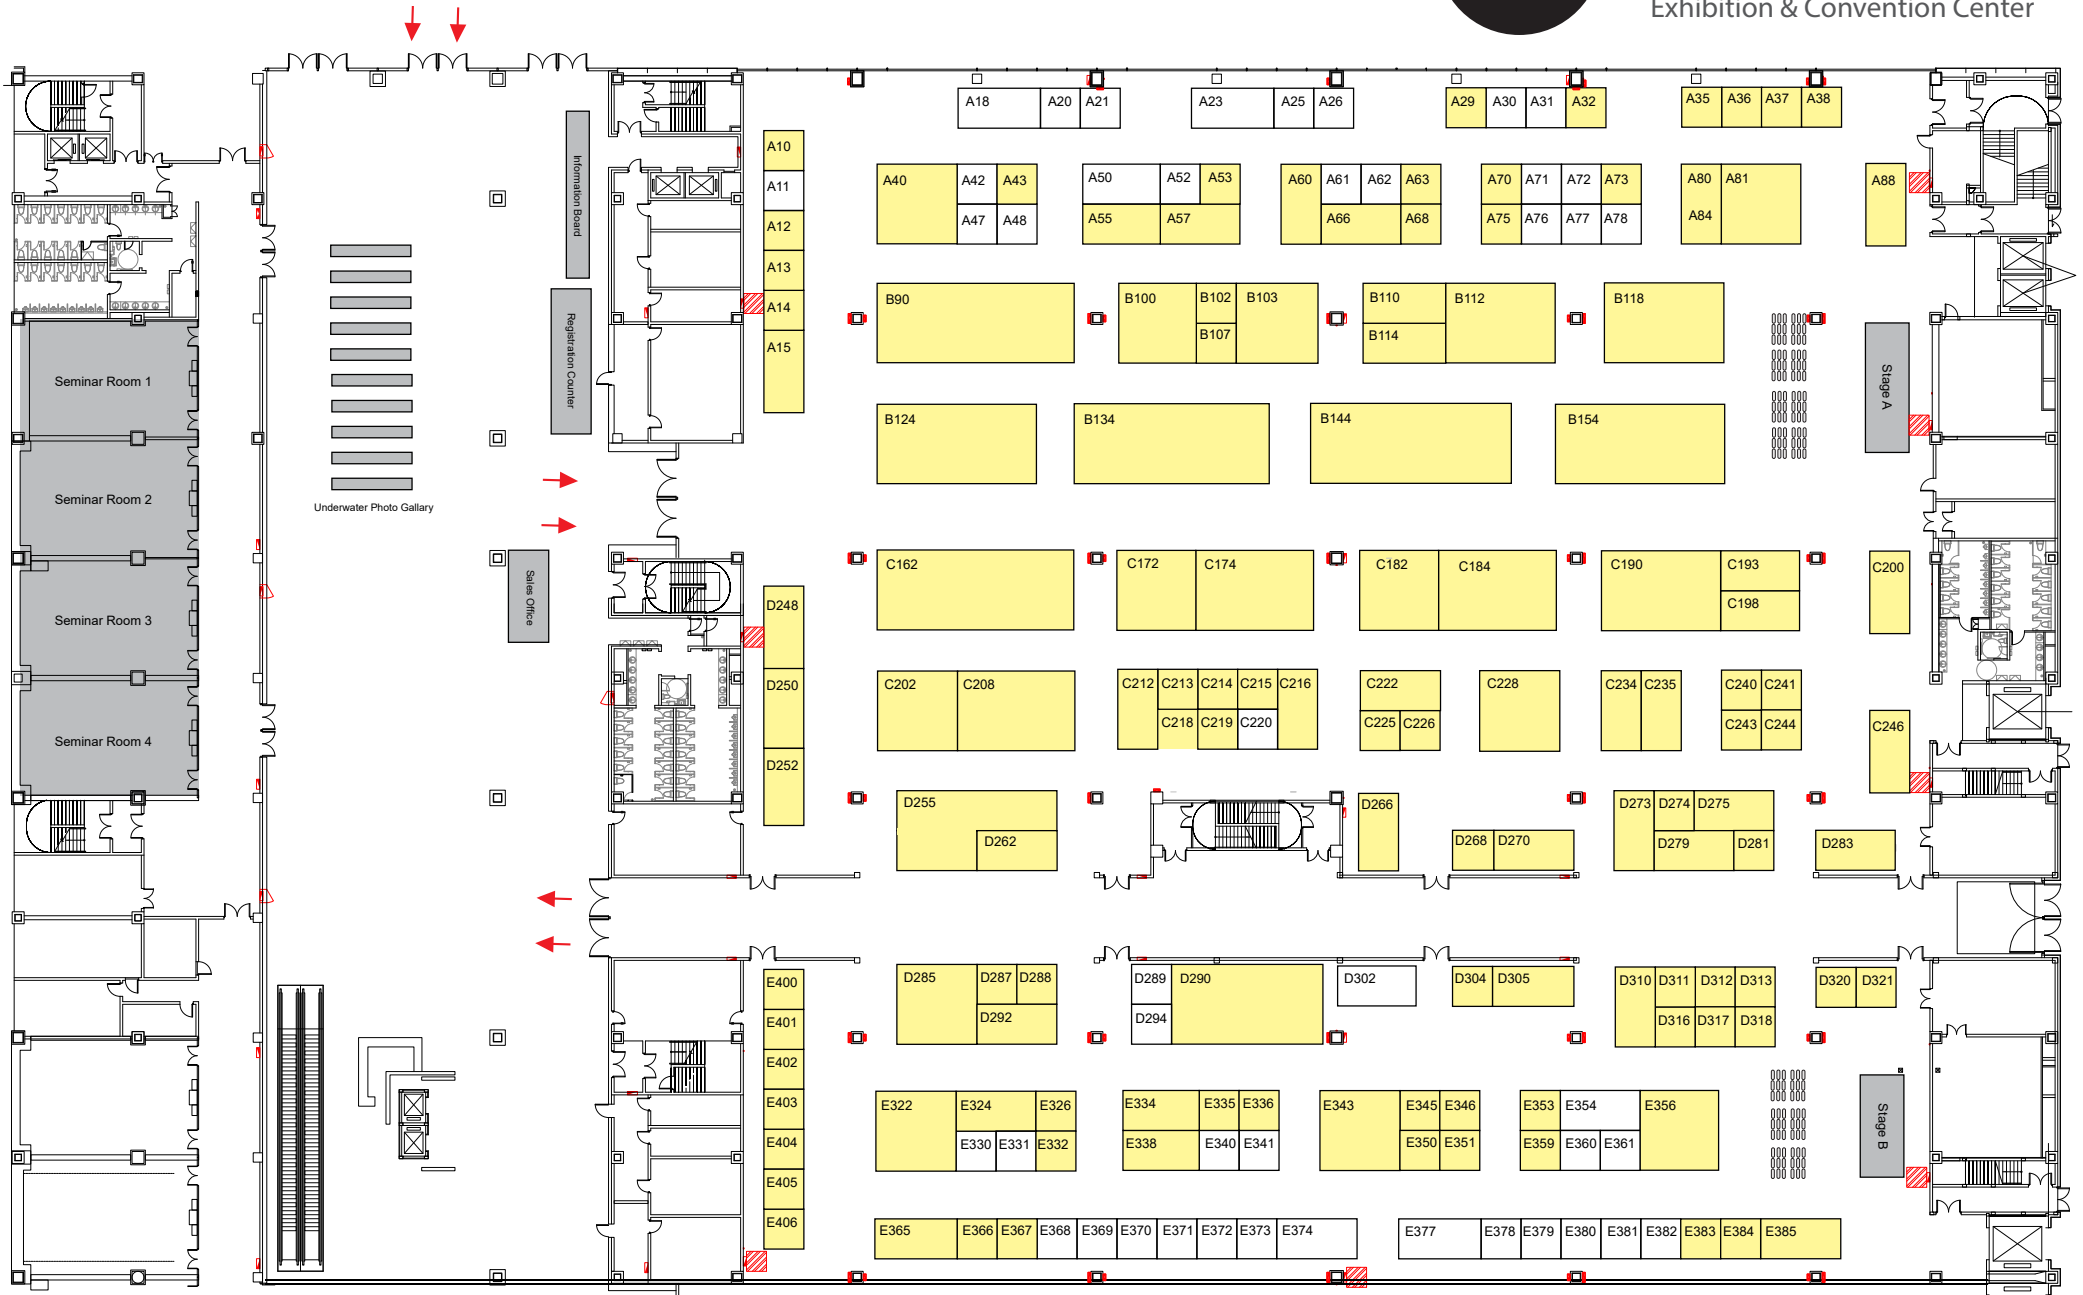 Exhibition & Convention Center
A18 A20 A21 A23 A25 A26 A29 A30 A31 A32 A35 A36 A37 A38
A10
A11
A12
A13
A14
A15
A40 A42 A43 A50 A52 A53 A60 A61 A62 A63 A70 A71 A72 A73 A80 A81 A88
A47 A48 A55 A57 A66 A68 A75 A76 A77 A78 A84
Information Board
Registration Counter
B90 B100 B102 B103 B110 B112 B118
B107 B114
Seminar Room 1
Stage A
B124 B134 B144 B154
Seminar Room 2
Underwater Photo Gallary
Sales Office
C162 C172 C174 C182 C184 C190 C193 C200
C198
D248
D250
D252
Seminar Room 3
C202 C208 C212 C213 C214 C215 C216 C222 C228 C234 C235 C240 C241
C218 C219 C220 C225 C226 C243 C244 C246
Seminar Room 4
D255 D266 D273 D274 D275
D262 D268 D270 D279 D281 D283
D285 D287 D288 D289 D290 D302 D304 D305 D310 D311 D312 D313 D320 D321
D292 D294 D316 D317 D318
E400
E401
E402
E403
E404
E405
E406
E322 E324 E326 E334 E335 E336 E343 E345 E346 E353 E354 E356
E330 E331 E332 E338 E340 E341 E350 E351 E359 E360 E361
Stage B
E365 E366 E367 E368 E369 E370 E371 E372 E373 E374 E377 E378 E379 E380 E381 E382 E383 E384 E385